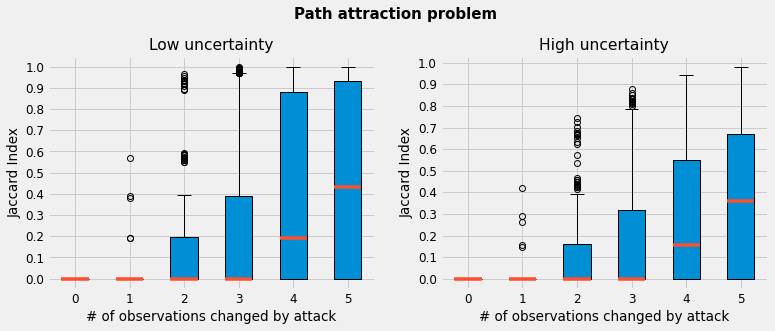 Path attraction problem
Low uncertainty
Jaccard Index
1.0
0.9
0.8
0.7
0.6
0.5
0.4
0.3
0.2
0.1
0.0
0 1 2 3 4 5
# of observations changed by attack
High uncertainty
Jaccard Index
1.0
0.9
0.8
0.7
0.6
0.5
0.4
0.3
0.2
0.1
0.0
0 1 2 3 4 5
# of observations changed by attack